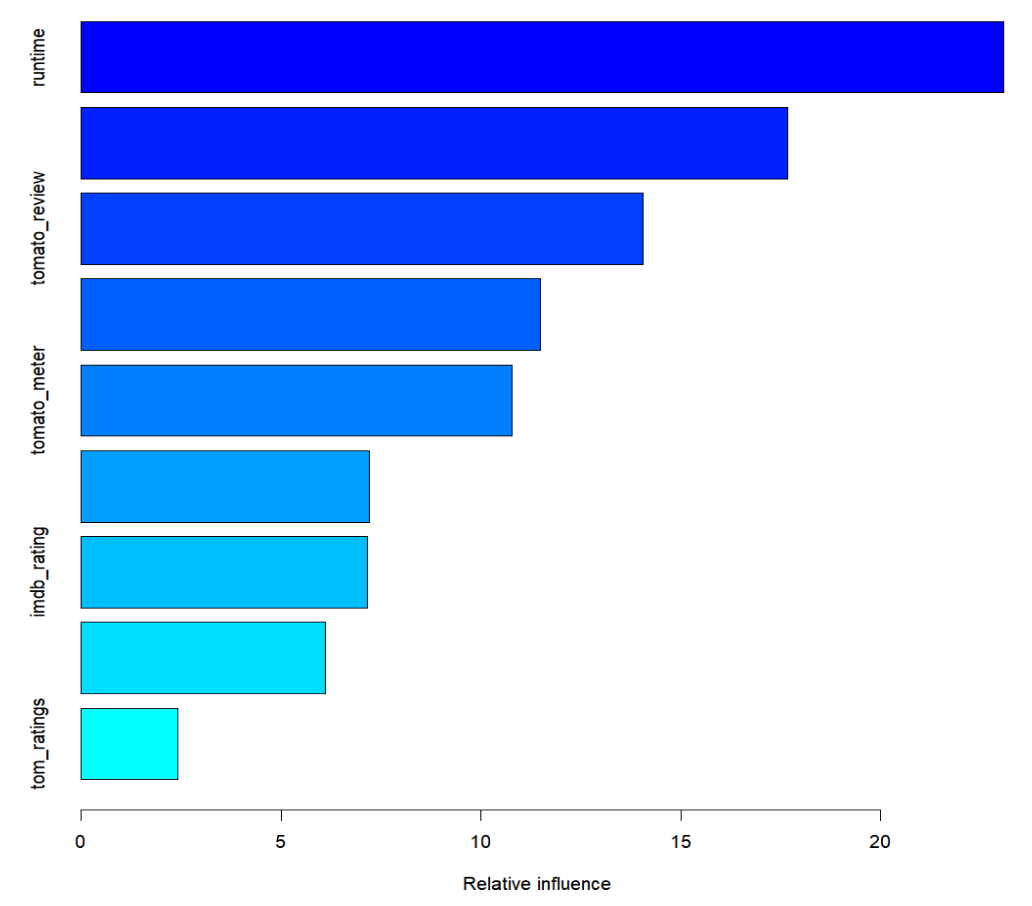 runtime
tomato_review
tomato_meter
imdb_rating
tom_ratings
0 5 10 15 20
Relative influence